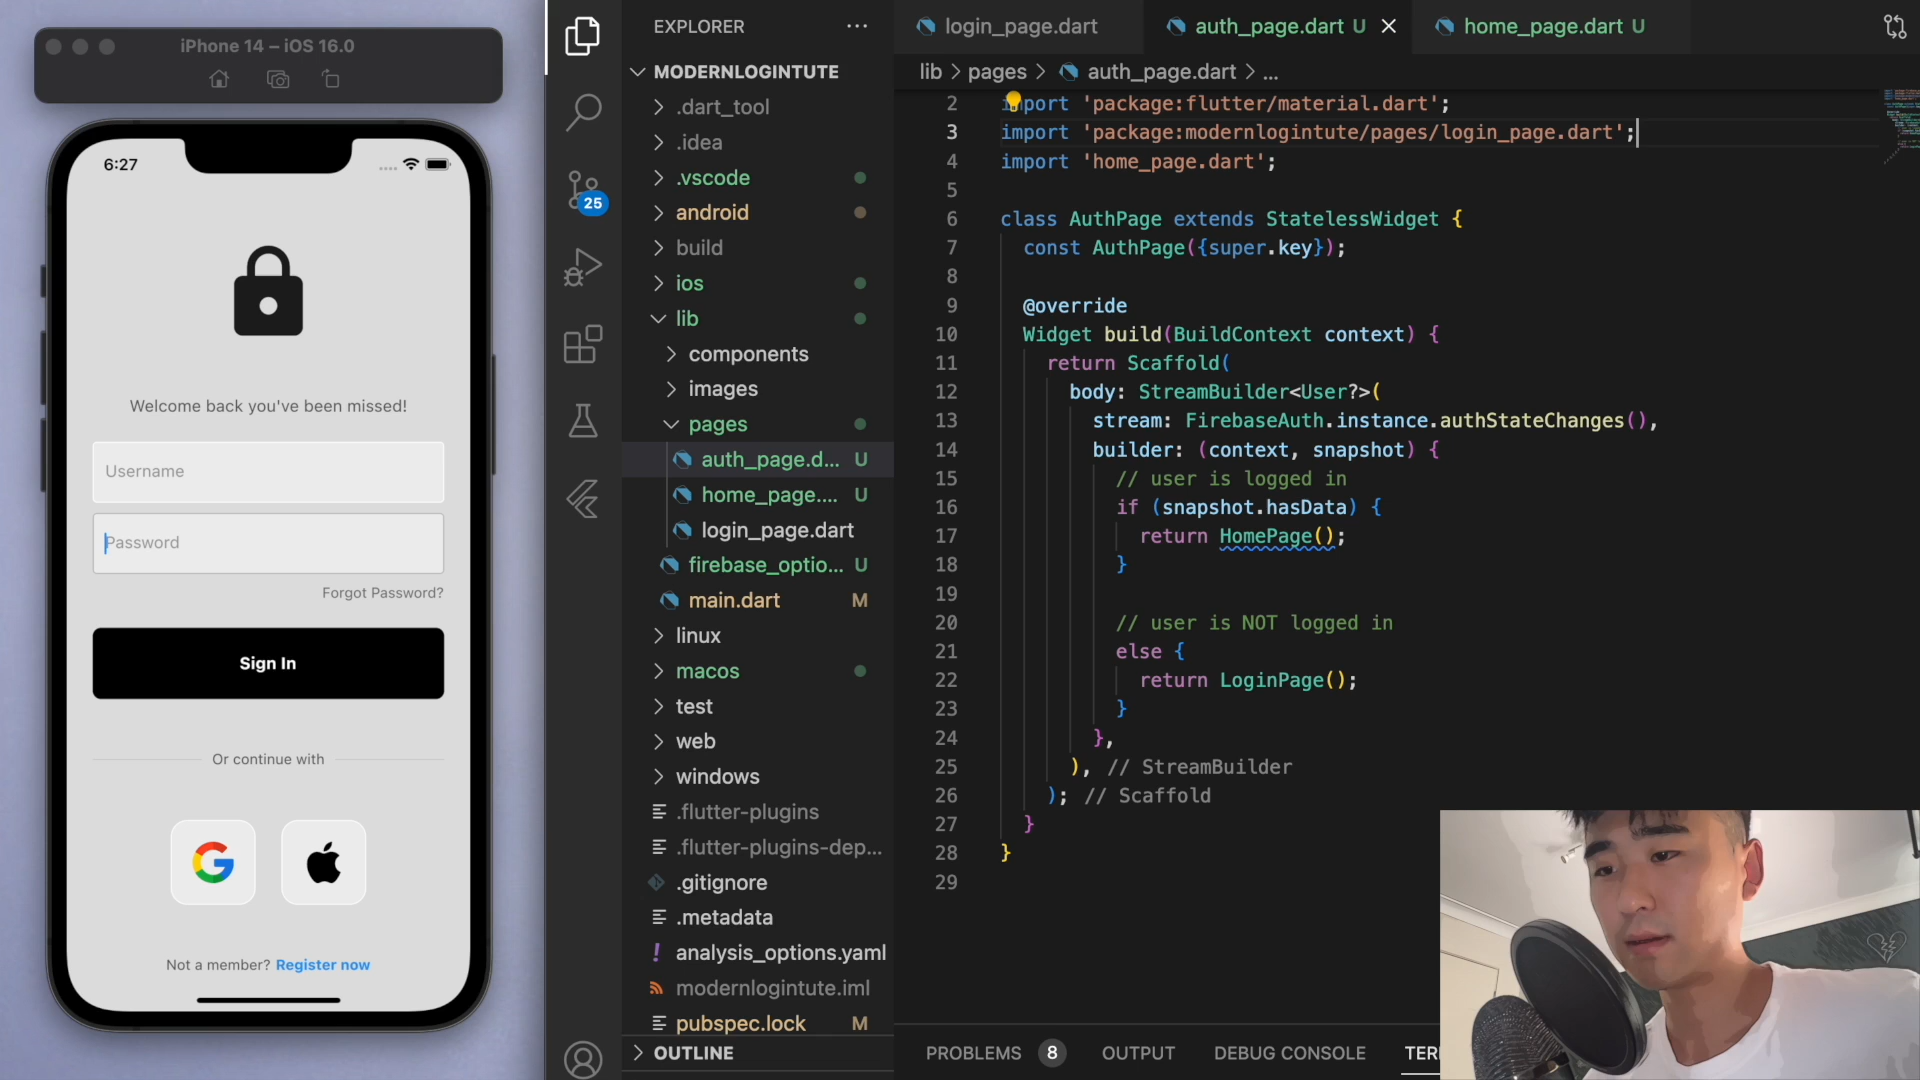 iPhone 14 – iOS 16.0
6:27
Welcome back you've been missed!
Username
Password
Forgot Password?
Sign In
Or continue with
Not a member? Register now
25
EXPLORER
MODERNLOGINTUTE
.dart_tool
.idea
.vscode
android
build
ios
lib
components
images
pages
auth_page.d... U
home_page.... U
login_page.dart
firebase_optio... U
main.dart M
linux
macos
test
web
windows
.flutter-plugins
.flutter-plugins-dep...
.gitignore
.metadata
! analysis_options.yaml
modernlogintute.iml
pubspec.lock M
OUTLINE
login_page.dart
auth_page.dart U
home_page.dart U
lib > pages > auth_page.dart > ...
2 import 'package:flutter/material.dart';
3 import 'package:modernlogintute/pages/login_page.dart';
4 import 'home_page.dart';
5
6 class AuthPage extends StatelessWidget {
7 const AuthPage({super.key});
8
9 @override
10 Widget build(BuildContext context) {
11 return Scaffold(
12 body: StreamBuilder<User?>(
13 stream: FirebaseAuth.instance.authStateChanges(),
14 builder: (context, snapshot) {
15 // user is logged in
16 if (snapshot.hasData) {
17 return HomePage();
18 }
19
20 // user is NOT logged in
21 else {
22 return LoginPage();
23 }
24 },
25 ), // StreamBuilder
26 ); // Scaffold
27 }
28 }
29
PROBLEMS 8 OUTPUT DEBUG CONSOLE TER